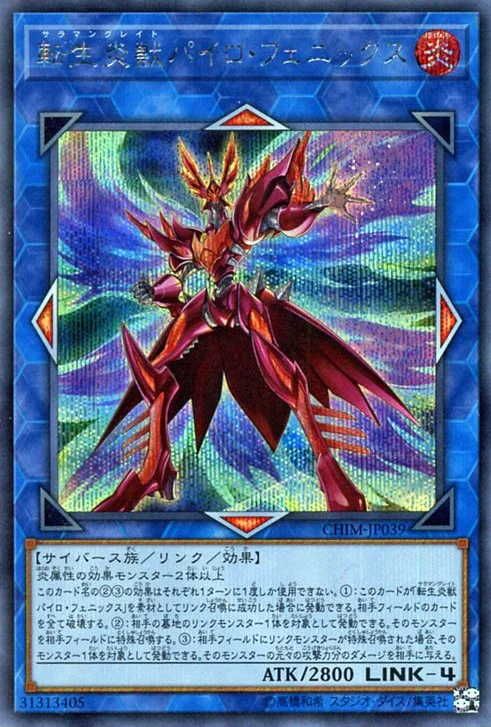 サラマングレイト
転生炎獣パイロ・フェニックス
炎
CHIM-JP039
【サイバース族/リンク/効果】
炎属性の効果モンスター2体以上
このカード名の②③の効果はそれぞれ1ターンに1度しか使用できない。①:このカードが「転生炎獣
パイロ・フェニックス」を素材としてリンク召喚に成功した場合に発動できる。相手フィールドのカード
を全て破壊する。②:相手の墓地のリンクモンスター1体を対象として発動できる。そのモンスター
を相手フィールドに特殊召喚する。③:相手フィールドにリンクモンスターが特殊召喚された場合、その
モンスター1体を対象として発動できる。そのモンスターの元々の攻撃力分のダメージを相手に与える。
ATK/2800 LINK-4
31313405
©高橋和希 スタジオ・ダイス/集英社